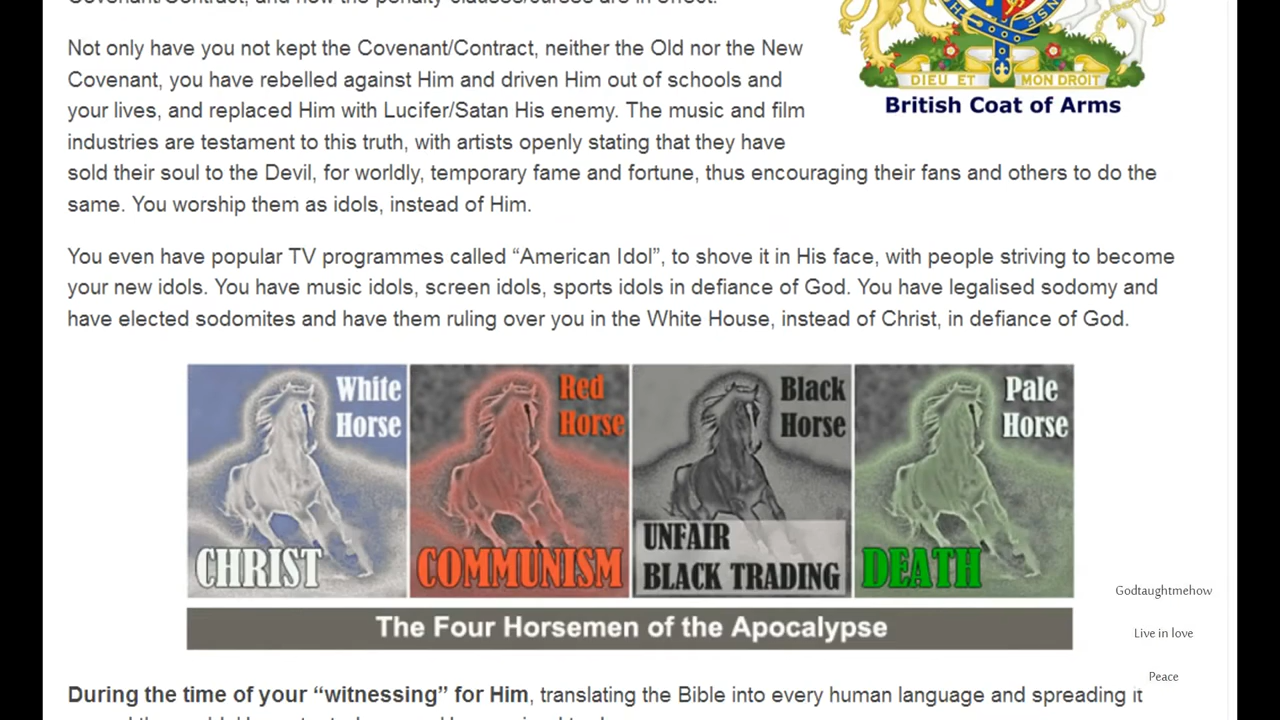 Not only have you not kept the Covenant/Contract, neither the Old nor the New
Covenant, you have rebelled against Him and driven Him out of schools and
your lives, and replaced Him with Lucifer/Satan His enemy. The music and film
industries are testament to this truth, with artists openly stating that they have
sold their soul to the Devil, for worldly, temporary fame and fortune, thus encouraging their fans and others to do the
same. You worship them as idols, instead of Him.
DIEU ET MON DROIT
British Coat of Arms
You even have popular TV programmes called “American Idol”, to shove it in His face, with people striving to become
your new idols. You have music idols, screen idols, sports idols in defiance of God. You have legalised sodomy and
have elected sodomites and have them ruling over you in the White House, instead of Christ, in defiance of God.
White
Horse
CHRIST
Red
Horse
COMMUNISM
Black
Horse
UNFAIR
BLACK TRADING
Pale
Horse
DEATH
The Four Horsemen of the Apocalypse
Godtaughtmehow
Live in love
Peace
During the time of your “witnessing” for Him, translating the Bible into every human language and spreading it